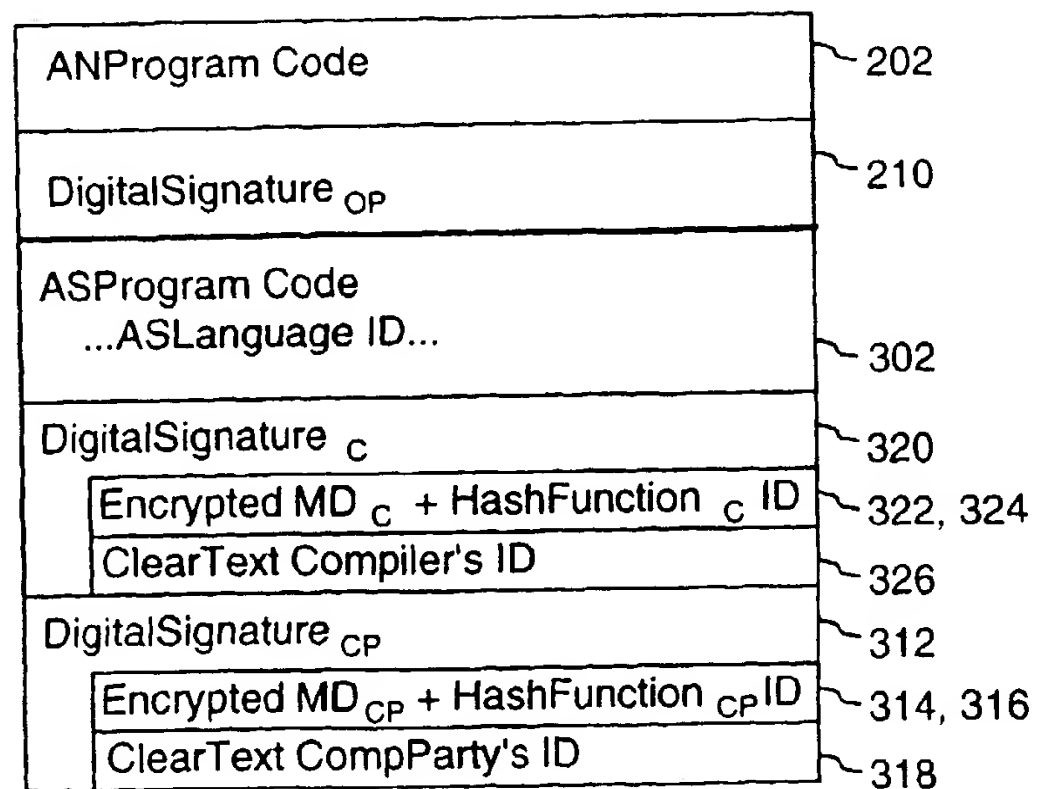 ANProgram Code 202
DigitalSignature OP 210
ASProgram Code
...ASLanguage ID... 302
DigitalSignature C 320
Encrypted MD C + HashFunction C ID 322, 324
ClearText Compiler's ID 326
DigitalSignature CP 312
Encrypted MD CP + HashFunction CP ID 314, 316
ClearText CompParty's ID 318